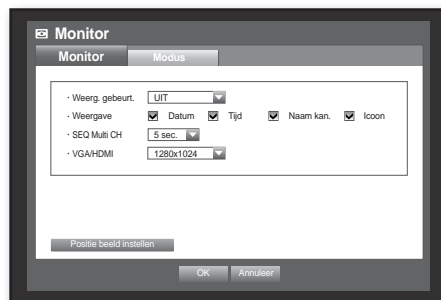 Monitor
Monitor Modus
· Weerg. gebeurt. UIT
· Weergave Datum Tijd Naam kan. Icoon
· SEQ Multi CH 5 sec.
· VGA/HDMI 1280x1024
Positie beeld instellen
OK Annuleer